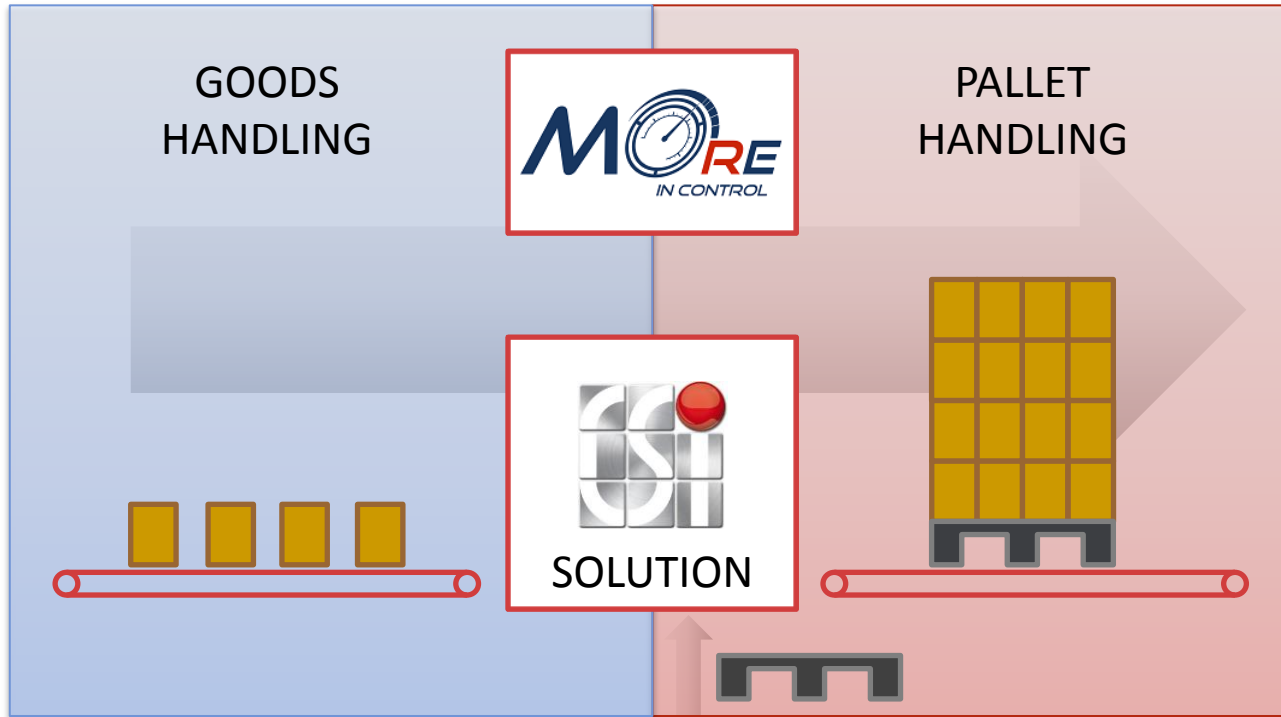 GOODS
HANDLING
MORE
IN CONTROL
PALLET
HANDLING
CSi
SOLUTION